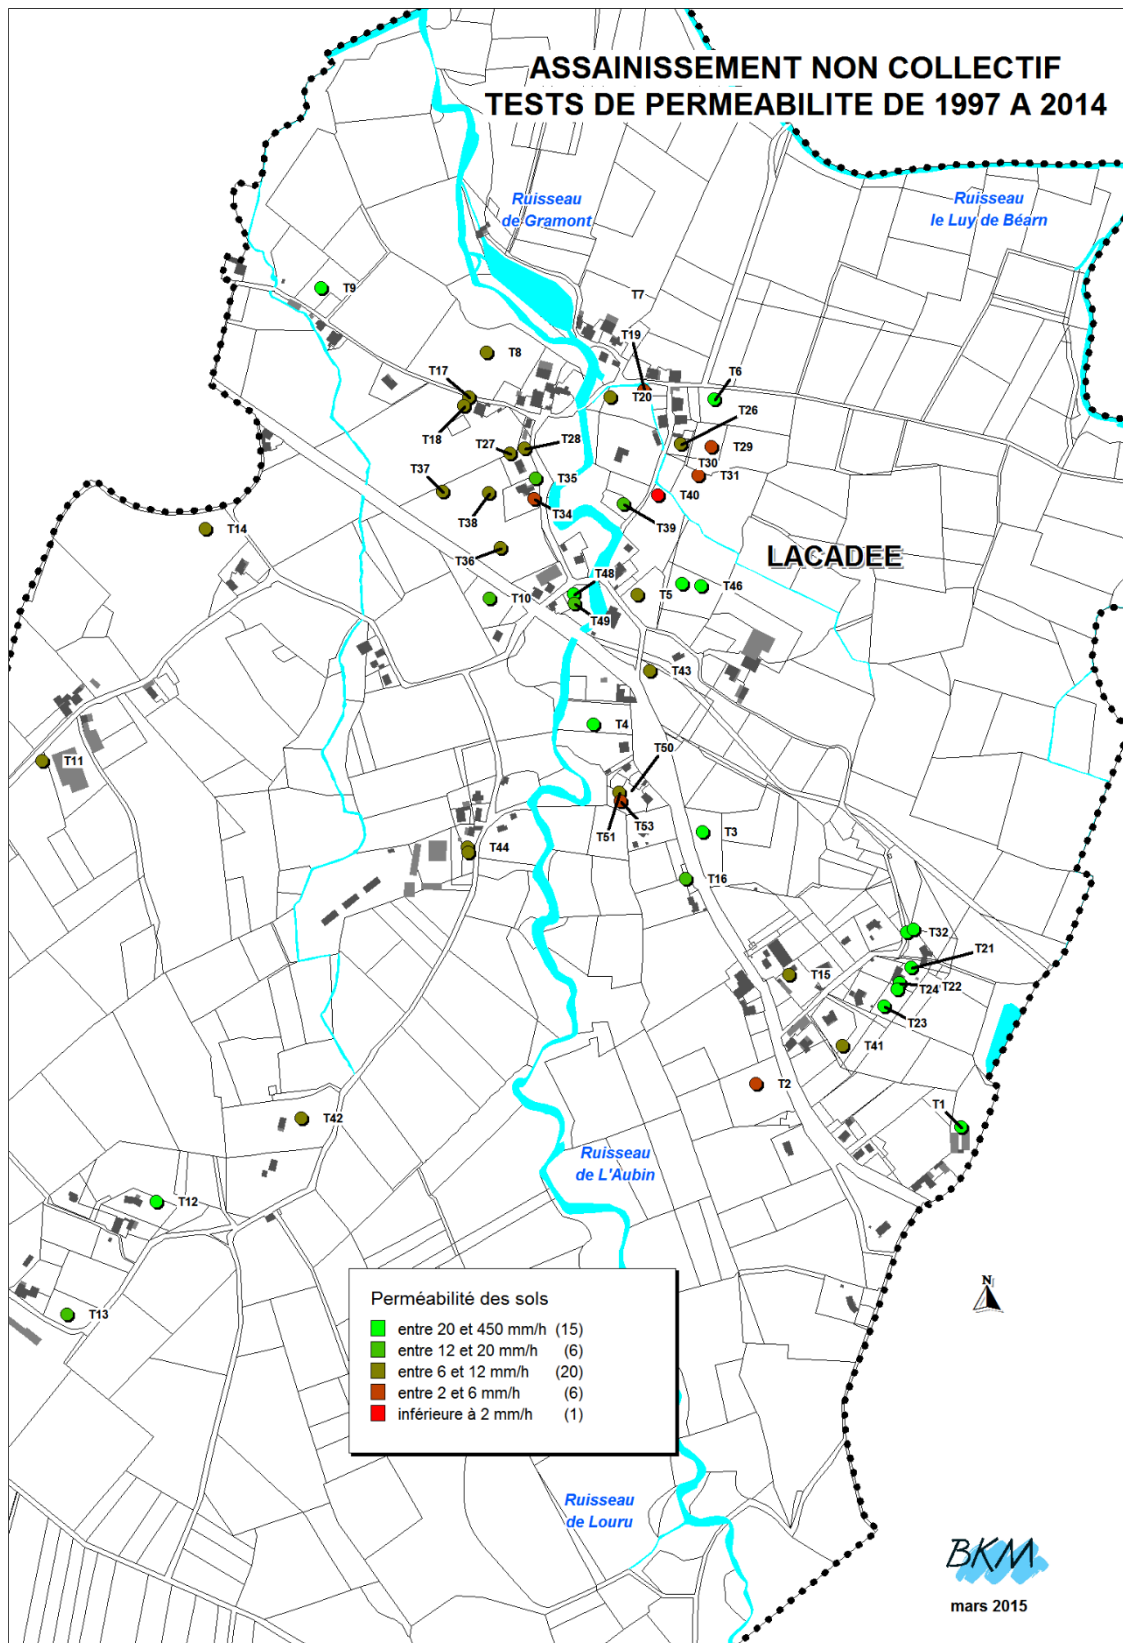 ASSAINISSEMENT NON COLLECTIF
TESTS DE PERMEABILITE DE 1997 A 2014
Ruisseau
de Gramont
Ruisseau
le Luy de Béarn
T9
T7
T19
T8
T17
T6
T20
T26
T18
T27
T28
T29
T30
T31
T37
T35
T40
T34
T38
T39
T14
T36
LACADEE
T48
T10
T5
T46
T49
T43
T4
T50
T11
T51
T53
T3
T44
T16
T32
T21
T15
T22
T24
T23
T41
T2
T42
T1
Ruisseau
de L'Aubin
T12
T13
N
Perméabilité des sols
entre 20 et 450 mm/h (15)
entre 12 et 20 mm/h (6)
entre 6 et 12 mm/h (20)
entre 2 et 6 mm/h (6)
inférieure à 2 mm/h (1)
Ruisseau
de Louru
BKM
mars 2015